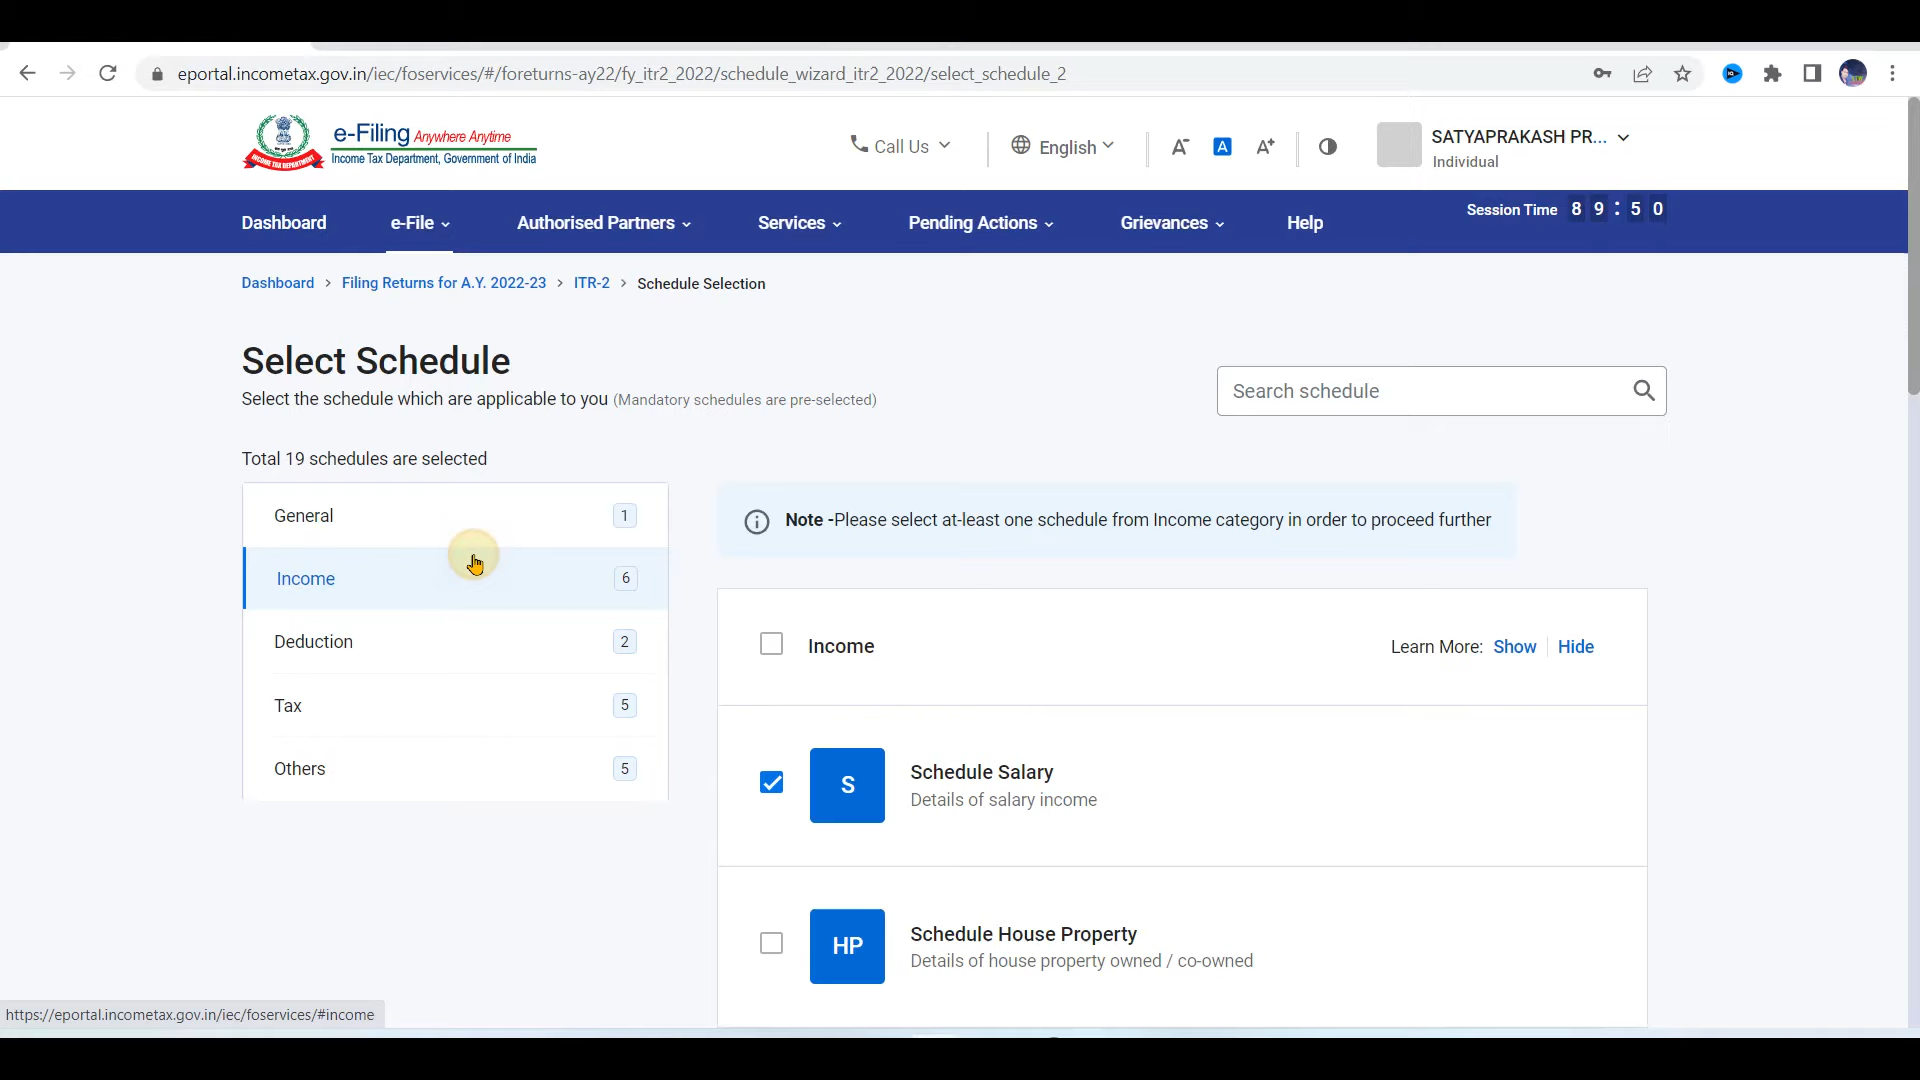 eportal.incometax.gov.in/iec/foservices/#/foreturns-ay22/fy_itr2_2022/schedule_wizard_itr2_2022/select_schedule_2
e-Filing Anywhere Anytime
Income Tax Department, Government of India
INCOME TAX DEPARTMENT
Call Us
English
A-
A
A+
SATYAPRAKASH PR...
Individual
Dashboard
e-File
Authorised Partners
Services
Pending Actions
Grievances
Help
Session Time 89:50
Dashboard > Filing Returns for A.Y. 2022-23 > ITR-2 > Schedule Selection
Select Schedule
Select the schedule which are applicable to you (Mandatory schedules are pre-selected)
Search schedule
Total 19 schedules are selected
General 1
Income 6
Deduction 2
Tax 5
Others 5
Note -Please select at-least one schedule from Income category in order to proceed further
Income
Learn More: Show Hide
S
Schedule Salary
Details of salary income
HP
Schedule House Property
Details of house property owned / co-owned
https://eportal.incometax.gov.in/iec/foservices/#income